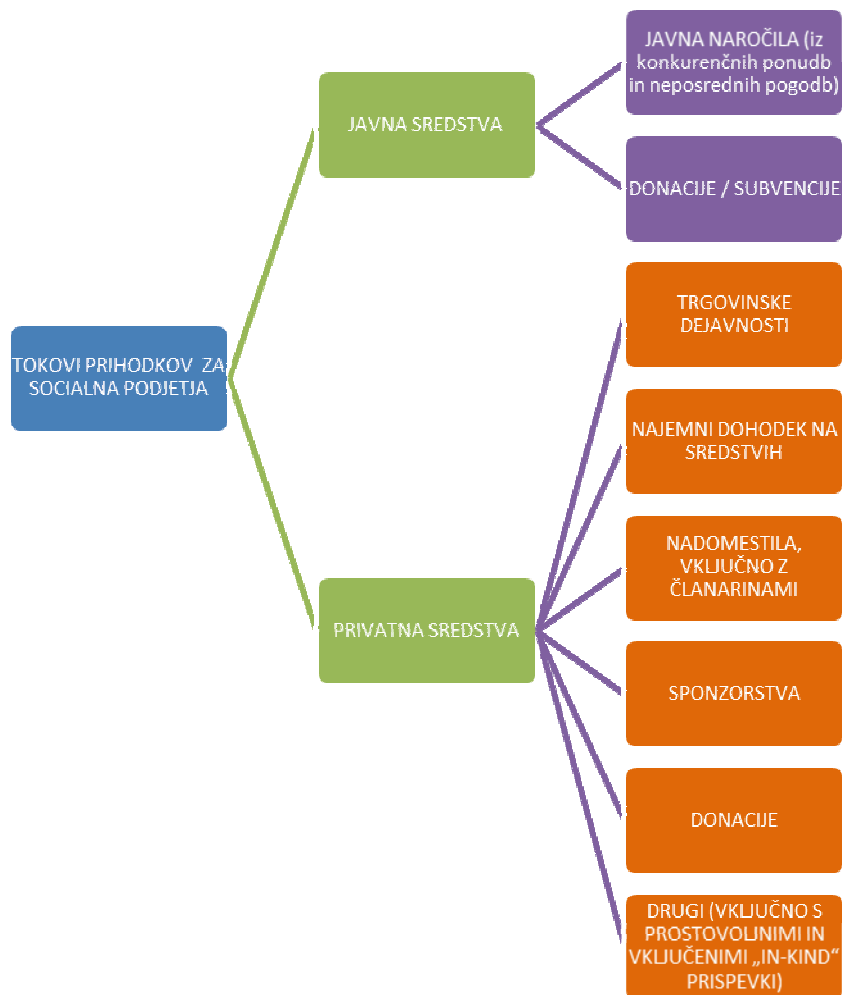 TOKOVI PRIHODKOV ZA
SOCIALNA PODJETJA
JAVNA SREDSTVA
JAVNA NAROČILA (iz
konkurenčnih ponudb
in neposrednih pogodb)
DONACIJE / SUBVENCIJE
PRIVATNA SREDSTVA
TRGOVINSKE
DEJAVNOSTI
NAJEMNI DOHODEK NA
SREDSTVIH
NADOMESTILA,
VKLJUČNO Z
ČLANARINAMI
SPONZORSTVA
DONACIJE
DRUGI (VKLJUČNO S
PROSTOVOLJNIMI IN
VKLJUČENIMI „IN-KIND“
PRISPEVKI)